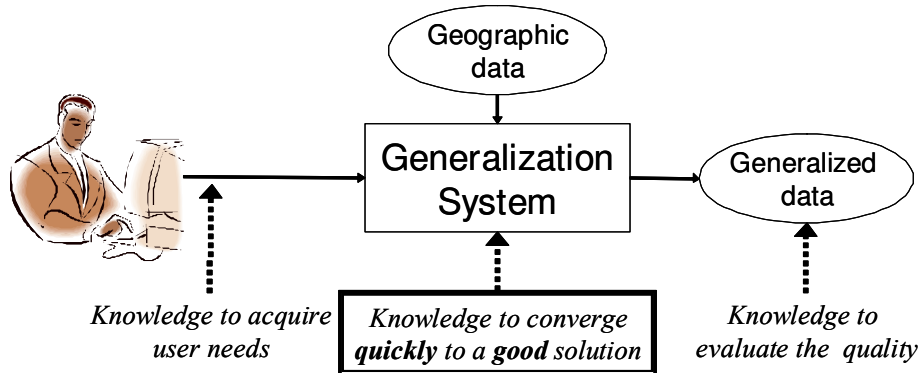 Geographic
data
Generalization
System
Generalized
data
Knowledge to acquire
user needs
Knowledge to converge
quickly to a good solution
Knowledge to
evaluate the quality